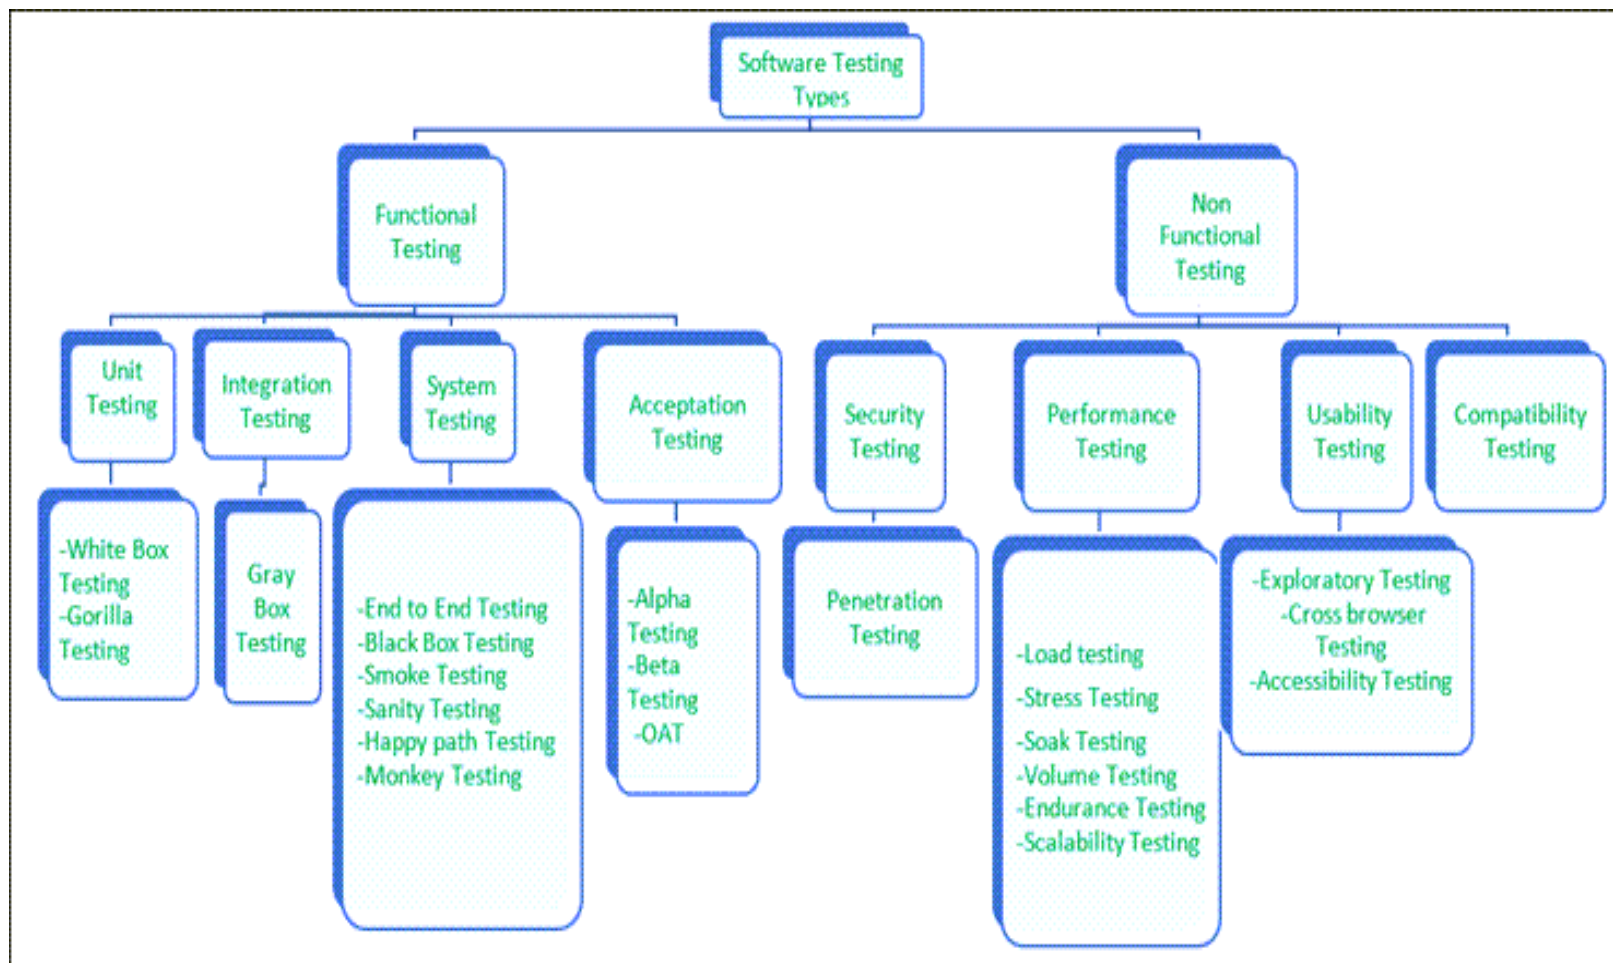 Software Testing
Types
Functional
Testing
Non
Functional
Testing
Unit
Testing
Integration
Testing
System
Testing
Acceptation
Testing
Security
Testing
Performance
Testing
Usability
Testing
Compatibility
Testing
-White Box
Testing
-Gorilla
Testing
Gray
Box
Testing
-End to End Testing
-Black Box Testing
-Smoke Testing
-Sanity Testing
-Happy path Testing
-Monkey Testing
-Alpha
Testing
-Beta
Testing
-OAT
Penetration
Testing
-Load testing
-Stress Testing
-Soak Testing
-Volume Testing
-Endurance Testing
-Scalability Testing
-Exploratory Testing
-Cross browser
Testing
-Accessibility Testing